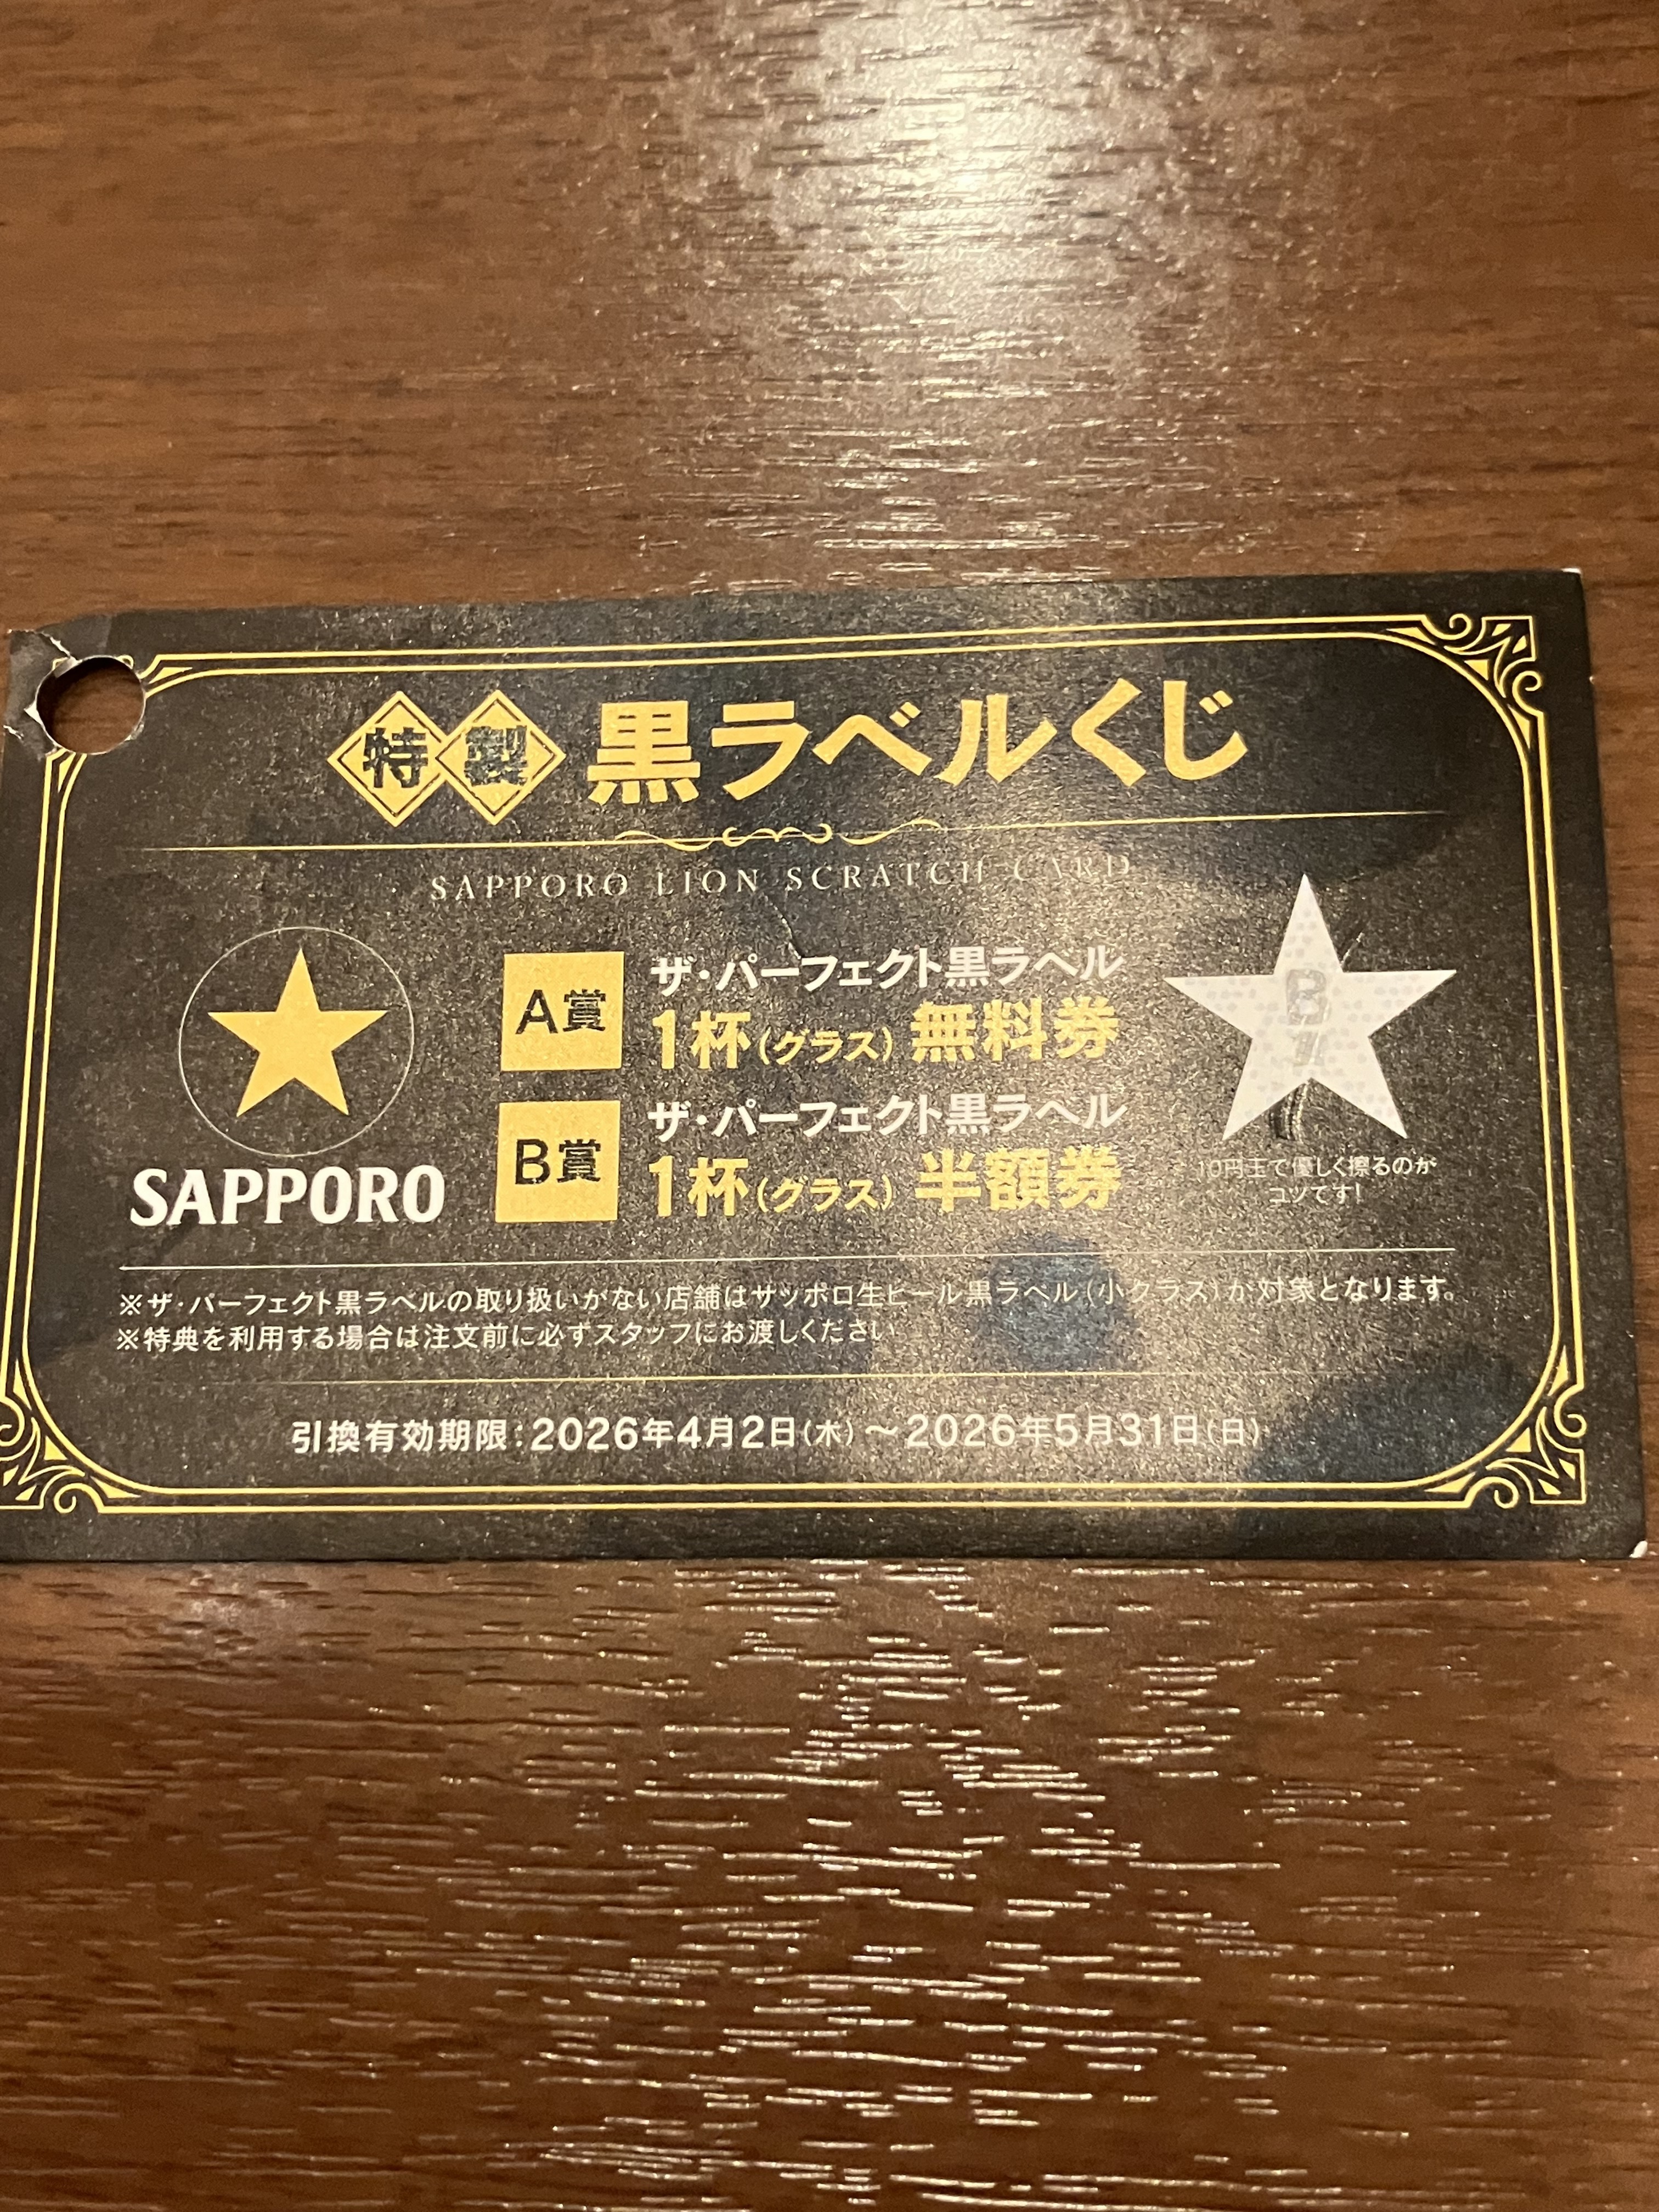 特製 黒ラベルくじ
SAPPORO LION SCRATCH CARD
SAPPORO
A賞
ザ・パーフェクト黒ラベル
1杯(グラス) 無料券
B賞
ザ・パーフェクト黒ラベル
1杯(グラス) 半額券
B
10円玉で優しく擦るのが
コツです!
※ザ・パーフェクト黒ラベルの取り扱いがない店舗はサッポロ生ビール黒ラベル(小グラス)が対象となります。
※特典を利用する場合は注文前に必ずスタッフにお渡しください
引換有効期限:2026年4月2日(木)~2026年5月31日(日)